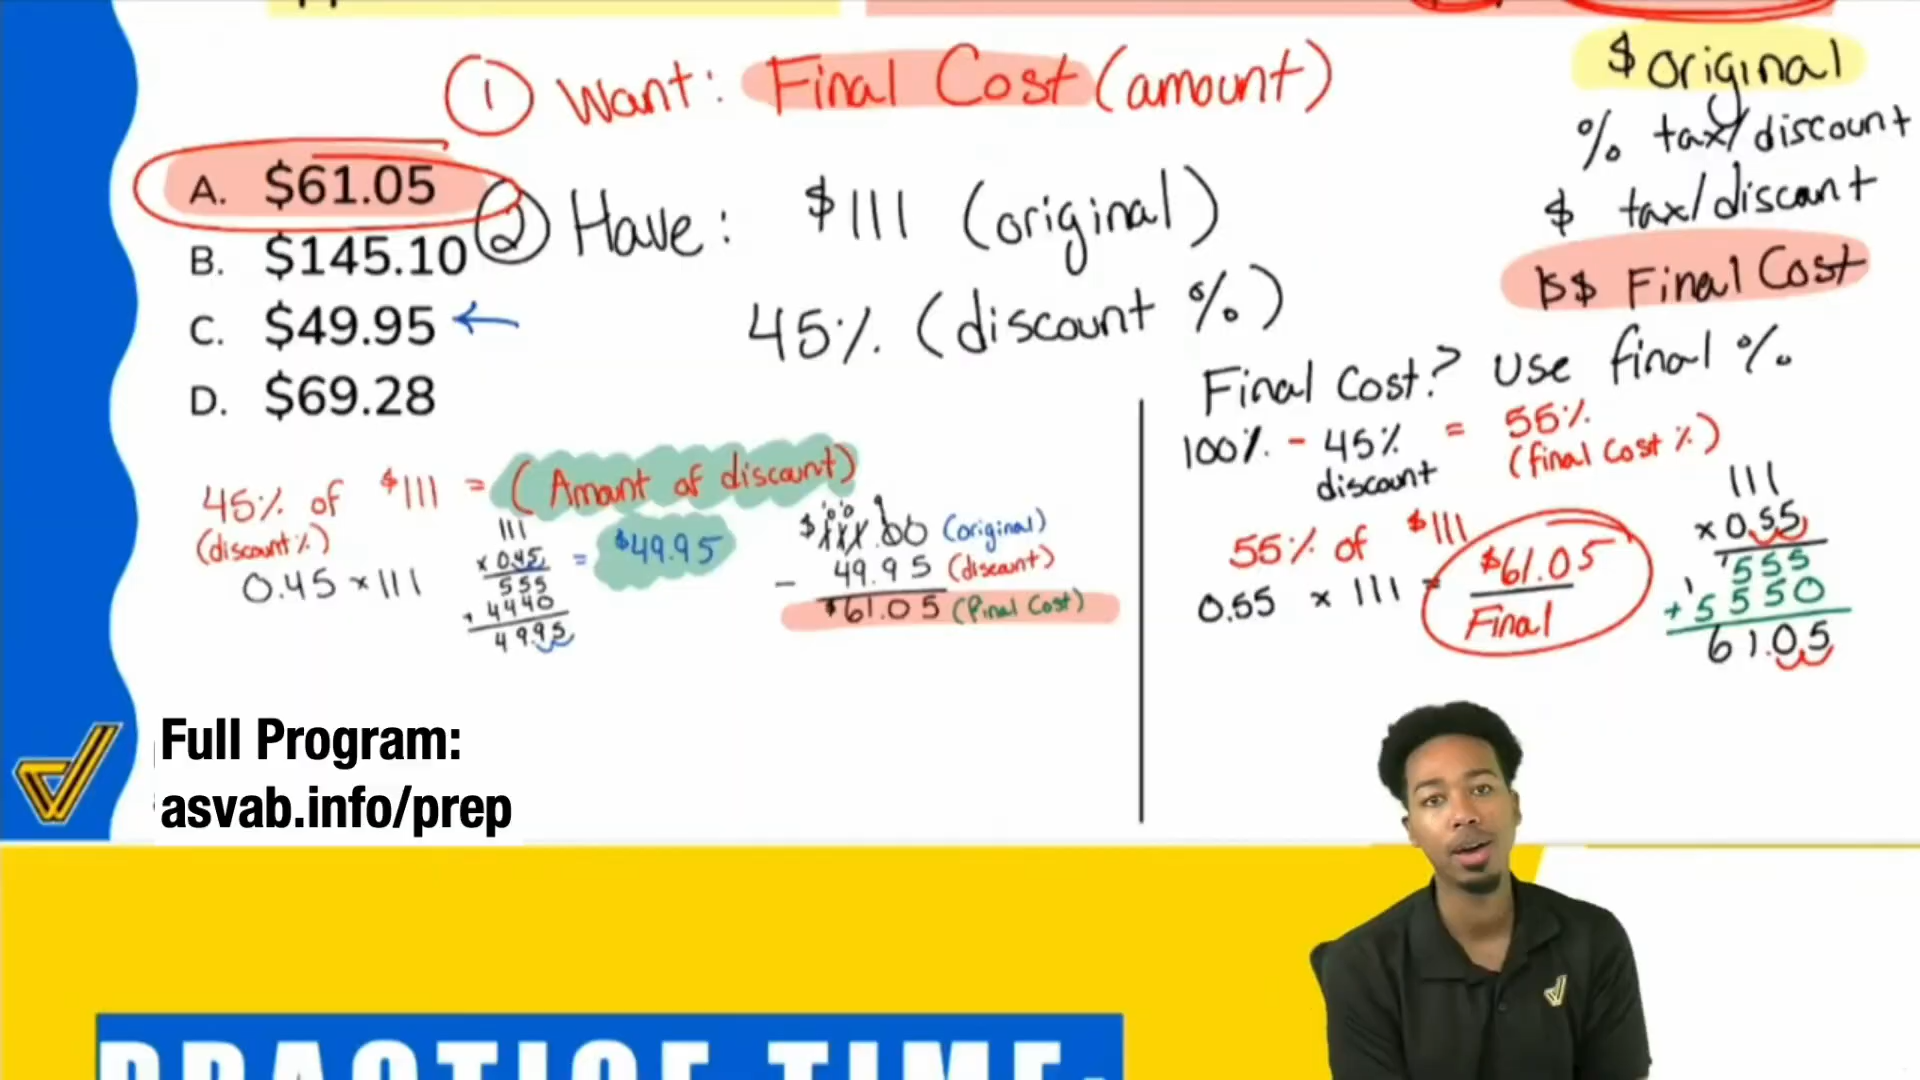 ① Want: Final Cost (amount)
A. $61.05
B. $145.10
C. $49.95 ←
D. $69.28
② Have: $111 (original)
45% (discount %)
$ original
% tax/discount
$ tax/discount
$$ Final Cost
45% of $111 = (Amount of discount)
(discount %)
0.45 × 111
111
× 0.45
555
+ 4440
49.95
= $49.95
$111.00 (original)
- 49.95 (discount)
$61.05 (Final Cost)
Final Cost? Use final %
100% - 45% = 55%
discount (final cost %)
55% of $111
0.55 × 111 = $61.05
Final
111
× 0.55
555
+ 5550
61.05
Full Program:
asvab.info/prep
PRACTICE TIME: